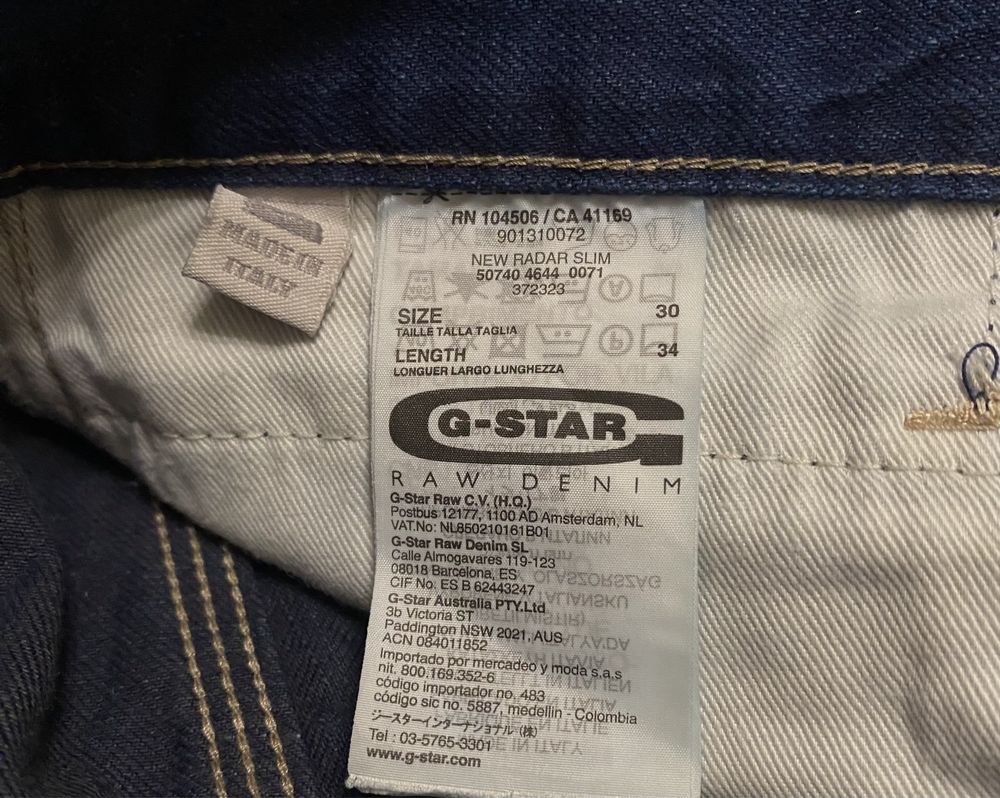 MADE IN
ITALY
RN 104506 / CA 41169
901310072
NEW RADAR SLIM
50740 4644 0071
372323
SIZE 30
TAILLE TALLA TAGLIA
LENGTH 34
LONGUER LARGO LUNGHEZZA
G-STAR
RAW DENIM
G-Star Raw C.V. (H.Q.)
Postbus 12177, 1100 AD Amsterdam, NL
VAT.No: NL850210161B01
G-Star Raw Denim SL
Calle Almogavares 119-123
08018 Barcelona, ES
CIF No. ES B 62443247
G-Star Australia PTY.Ltd
3b Victoria ST
Paddington NSW 2021, AUS
ACN 084011852
Importado por mercadeo y moda s.a.s
nit. 800.169.352-6
código importador no. 483
código sic no. 5887, medellin - Colombia
ジースターインターナショナル (株)
Tel : 03-5765-3301
www.g-star.com